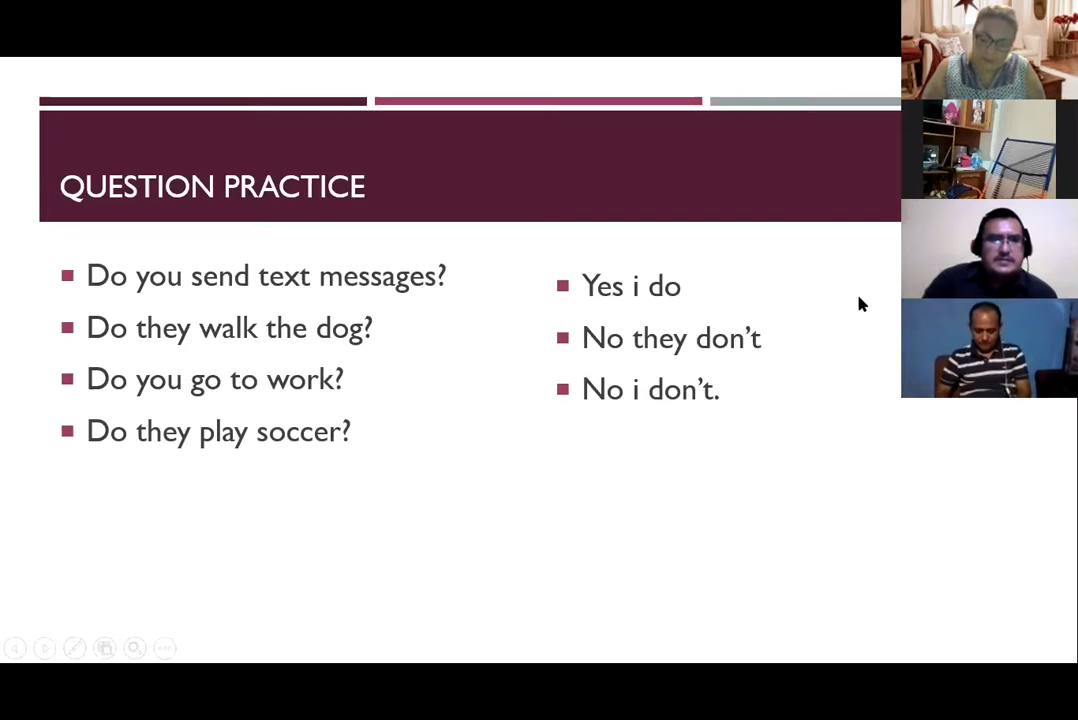 QUESTION PRACTICE
Do you send text messages?
Do they walk the dog?
Do you go to work?
Do they play soccer?
Yes i do
No they don’t
No i don’t.